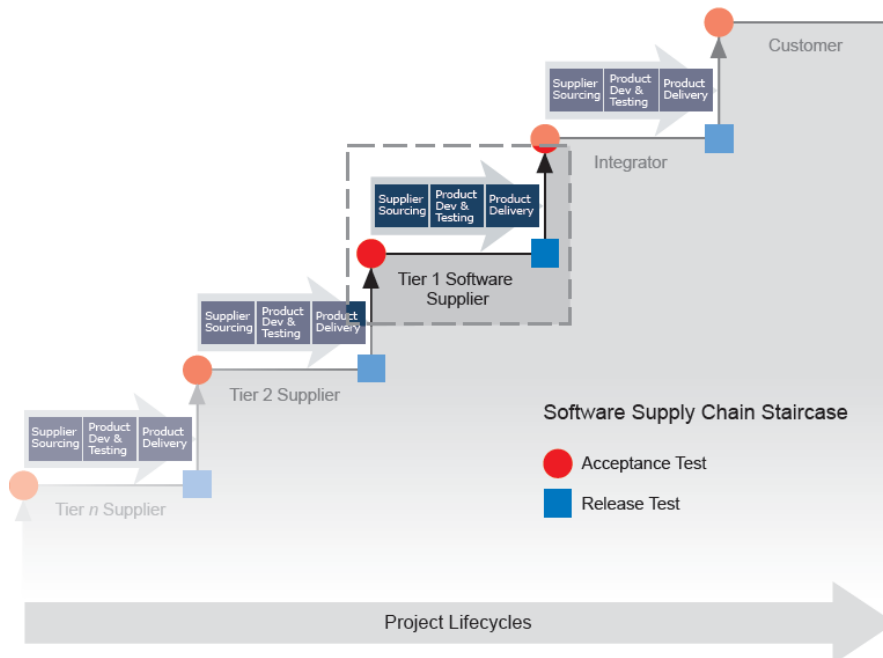 Customer
Supplier
Sourcing
Product
Dev &
Testing
Product
Delivery
Integrator
Supplier
Sourcing
Product
Dev &
Testing
Product
Delivery
Tier 1 Software
Supplier
Supplier
Sourcing
Product
Dev &
Testing
Product
Delivery
Tier 2 Supplier
Supplier
Sourcing
Product
Dev &
Testing
Product
Delivery
Tier n Supplier
Software Supply Chain Staircase
Acceptance Test
Release Test
Project Lifecycles